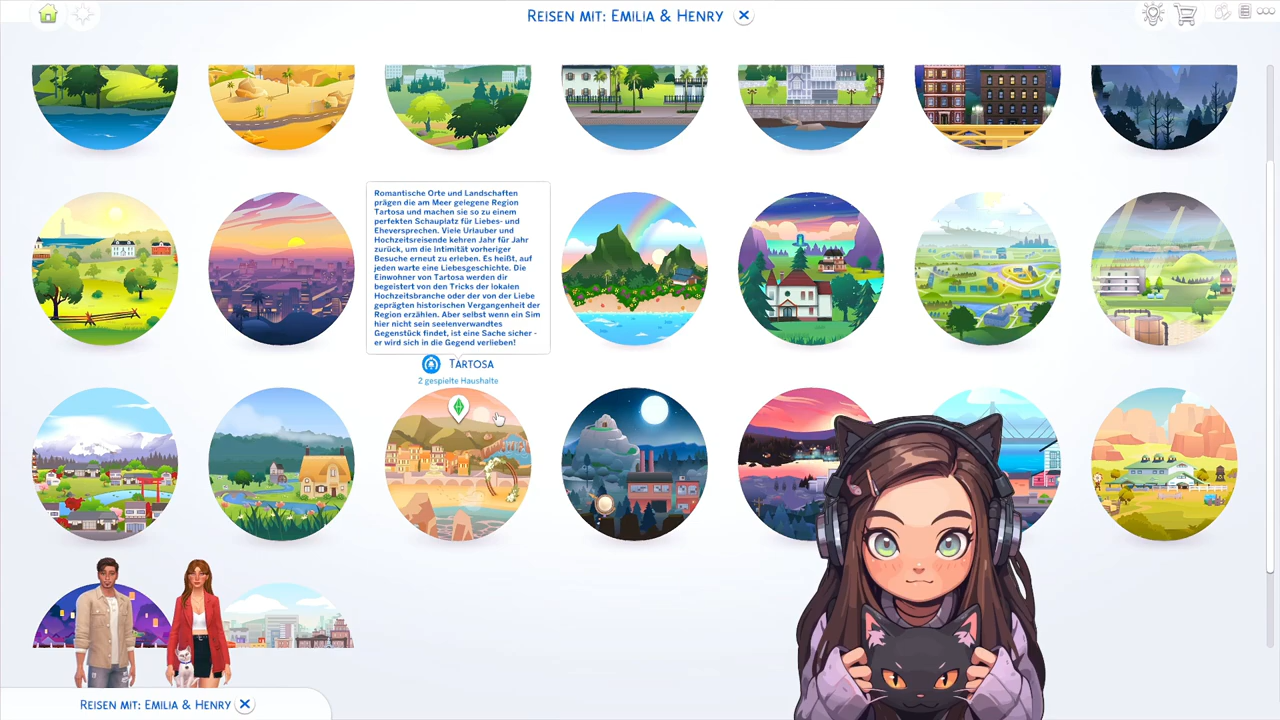 REISEN MIT: EMILIA & HENRY
Romantische Orte und Landschaften
prägen die am Meer gelegene Region
Tartosa und machen sie so zu einem
perfekten Schauplatz für Liebes- und
Eheversprechen. Viele Urlauber und
Hochzeitsreisende kehren Jahr für Jahr
zurück, um die Intimität vorheriger
Besuche erneut zu erleben. Es heißt, auf
jeden warte eine Liebesgeschichte. Die
Einwohner von Tartosa werden dir
begeistert von den Tricks der lokalen
Hochzeitsbranche oder der von der Liebe
geprägten historischen Vergangenheit der
Region erzählen. Aber selbst wenn ein Sim
hier nicht sein seelenverwandtes
Gegenstück findet, ist eine Sache sicher -
er wird sich in die Gegend verlieben!
TARTOSA
2 gespielte Haushalte
REISEN MIT: EMILIA & HENRY